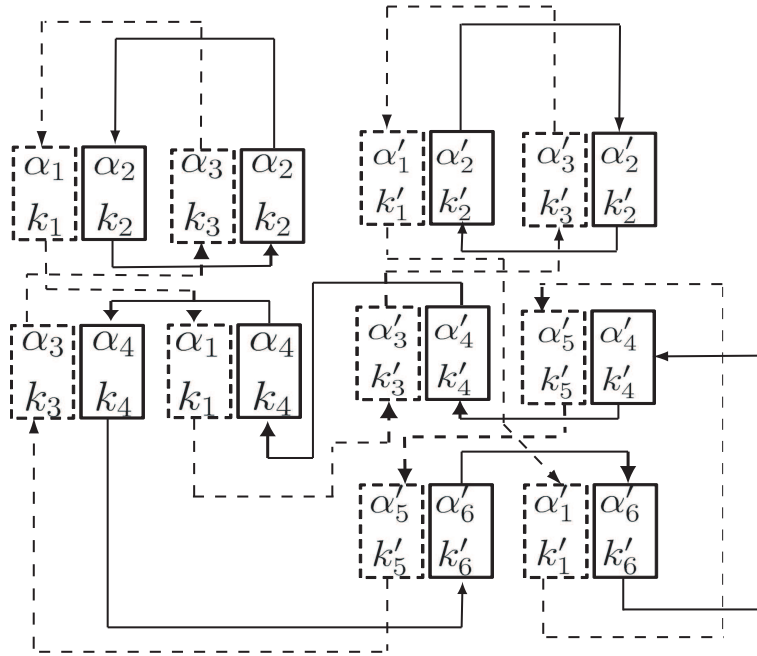 α₁ α₂ α₃ α₂ α′₁ α′₂ α′₃ α′₂
k₁ k₂ k₃ k₂ k′₁ k′₂ k′₃ k′₂
α₃ α₄ α₁ α₄ α′₃ α′₄ α′₅ α′₄
k₃ k₄ k₁ k₄ k′₃ k′₄ k′₅ k′₄
α′₅ α′₆ α′₁ α′₆
k′₅ k′₆ k′₁ k′₆